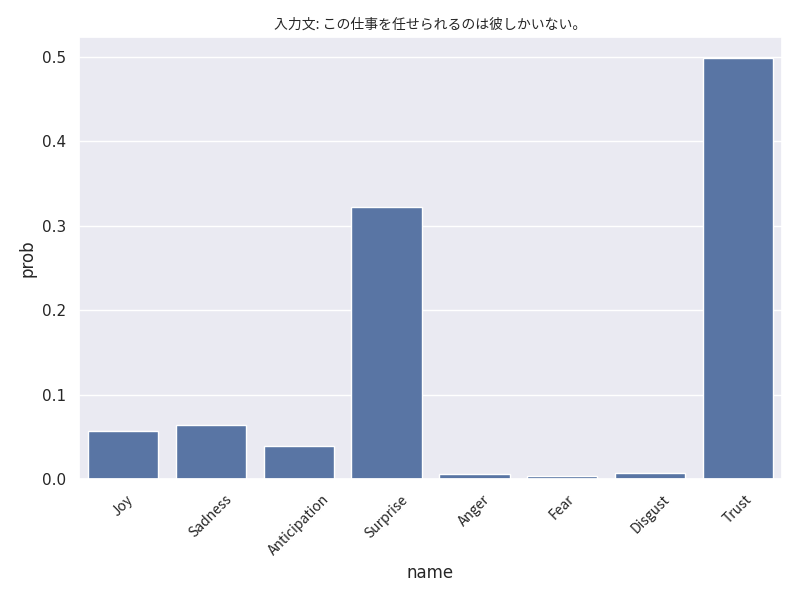 入力文: この仕事を任せられるのは彼しかいない。
0.5
0.4
0.3
0.2
0.1
0.0
prob
Joy
Sadness
Anticipation
Surprise
Anger
Fear
Disgust
Trust
name